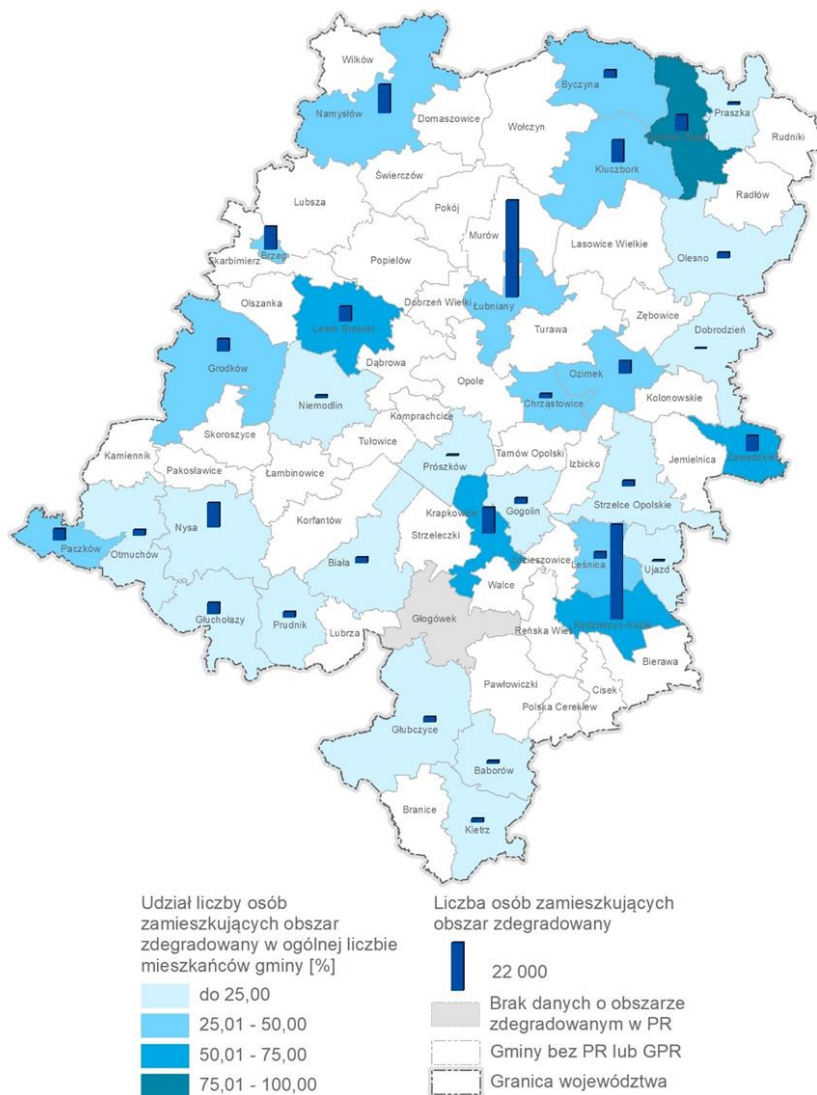 Wilków
Byczyna
Namysłów
Praszka
Domaszowice
Wołczyn
Rudniki
Kluczbork
Świerczów
Radłów
Lubsza
Pokój
Murów
Lasowice Wielkie
Skarbimierz
Brzeg
Popielów
Olesno
Olszanka
Dobrzeń Wielki
Łubniany
Zębowice
Lewin Brzeski
Turawa
Dobrodzień
Dąbrowa
Grodków
Ozimek
Opole
Niemodlin
Chrząstowice
Kolonowskie
Komprachcice
Skoroszyce
Tułowice
Kamiennik
Tarnów Opolski
Zawadzkie
Pakosławice
Łambinowice
Prószków
Izbicko
Jemielnica
Strzelce Opolskie
Gogolin
Krapkowice
Nysa
Korfantów
Strzeleczki
Paczków
Otmuchów
Biała
Leśnica
Ujazd
Walce
Głuchołazy
Prudnik
Głogówek
Kędzierzyn-Koźle
Lubrza
Bierawa
Pawłowiczki
Cisek
Polska Cerekiew
Głubczyce
Baborów
Branice
Kietrz
Udział liczby osób
zamieszkujących obszar
zdegradowany w ogólnej liczbie
mieszkańców gminy [%]
do 25,00
25,01 - 50,00
50,01 - 75,00
75,01 - 100,00
Liczba osób zamieszkujących
obszar zdegradowany
22 000
Brak danych o obszarze
zdegradowanym w PR
Gminy bez PR lub GPR
Granica województwa